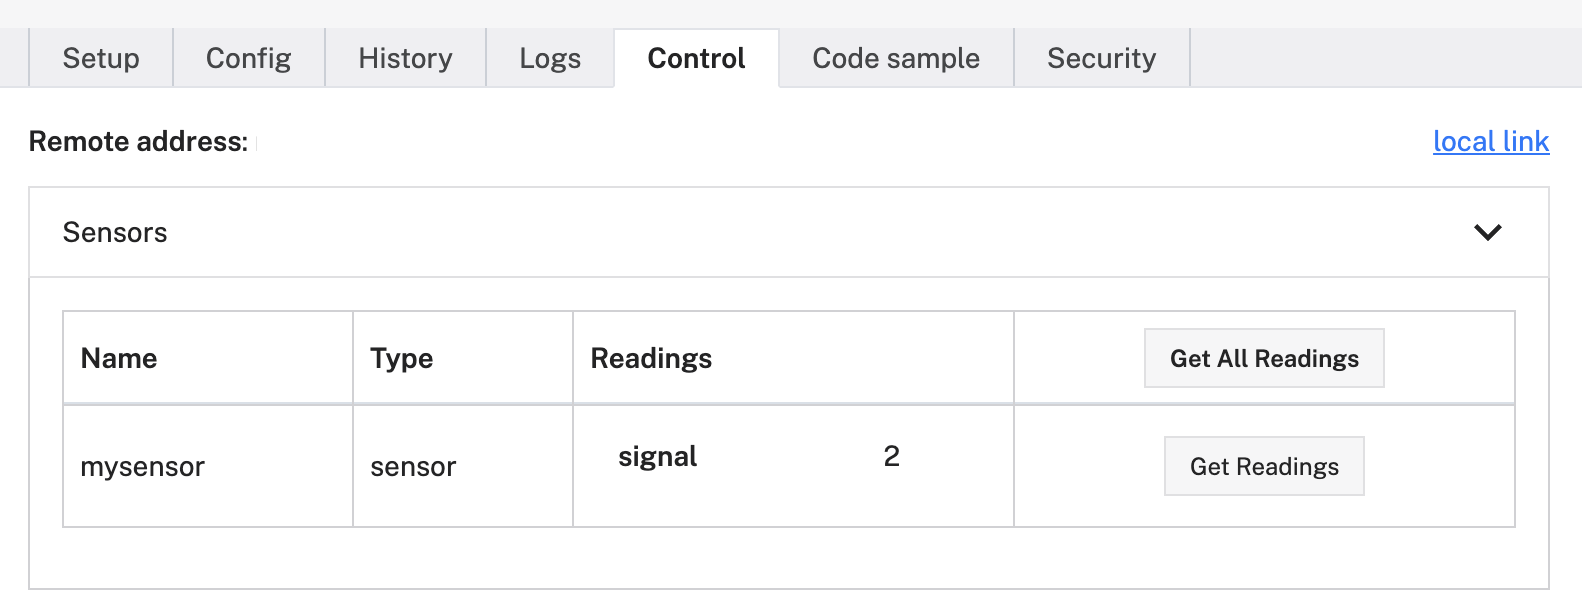 Setup Config History Logs Control Code sample Security
Remote address: local link
Sensors
Name Type Readings Get All Readings
mysensor sensor signal 2 Get Readings